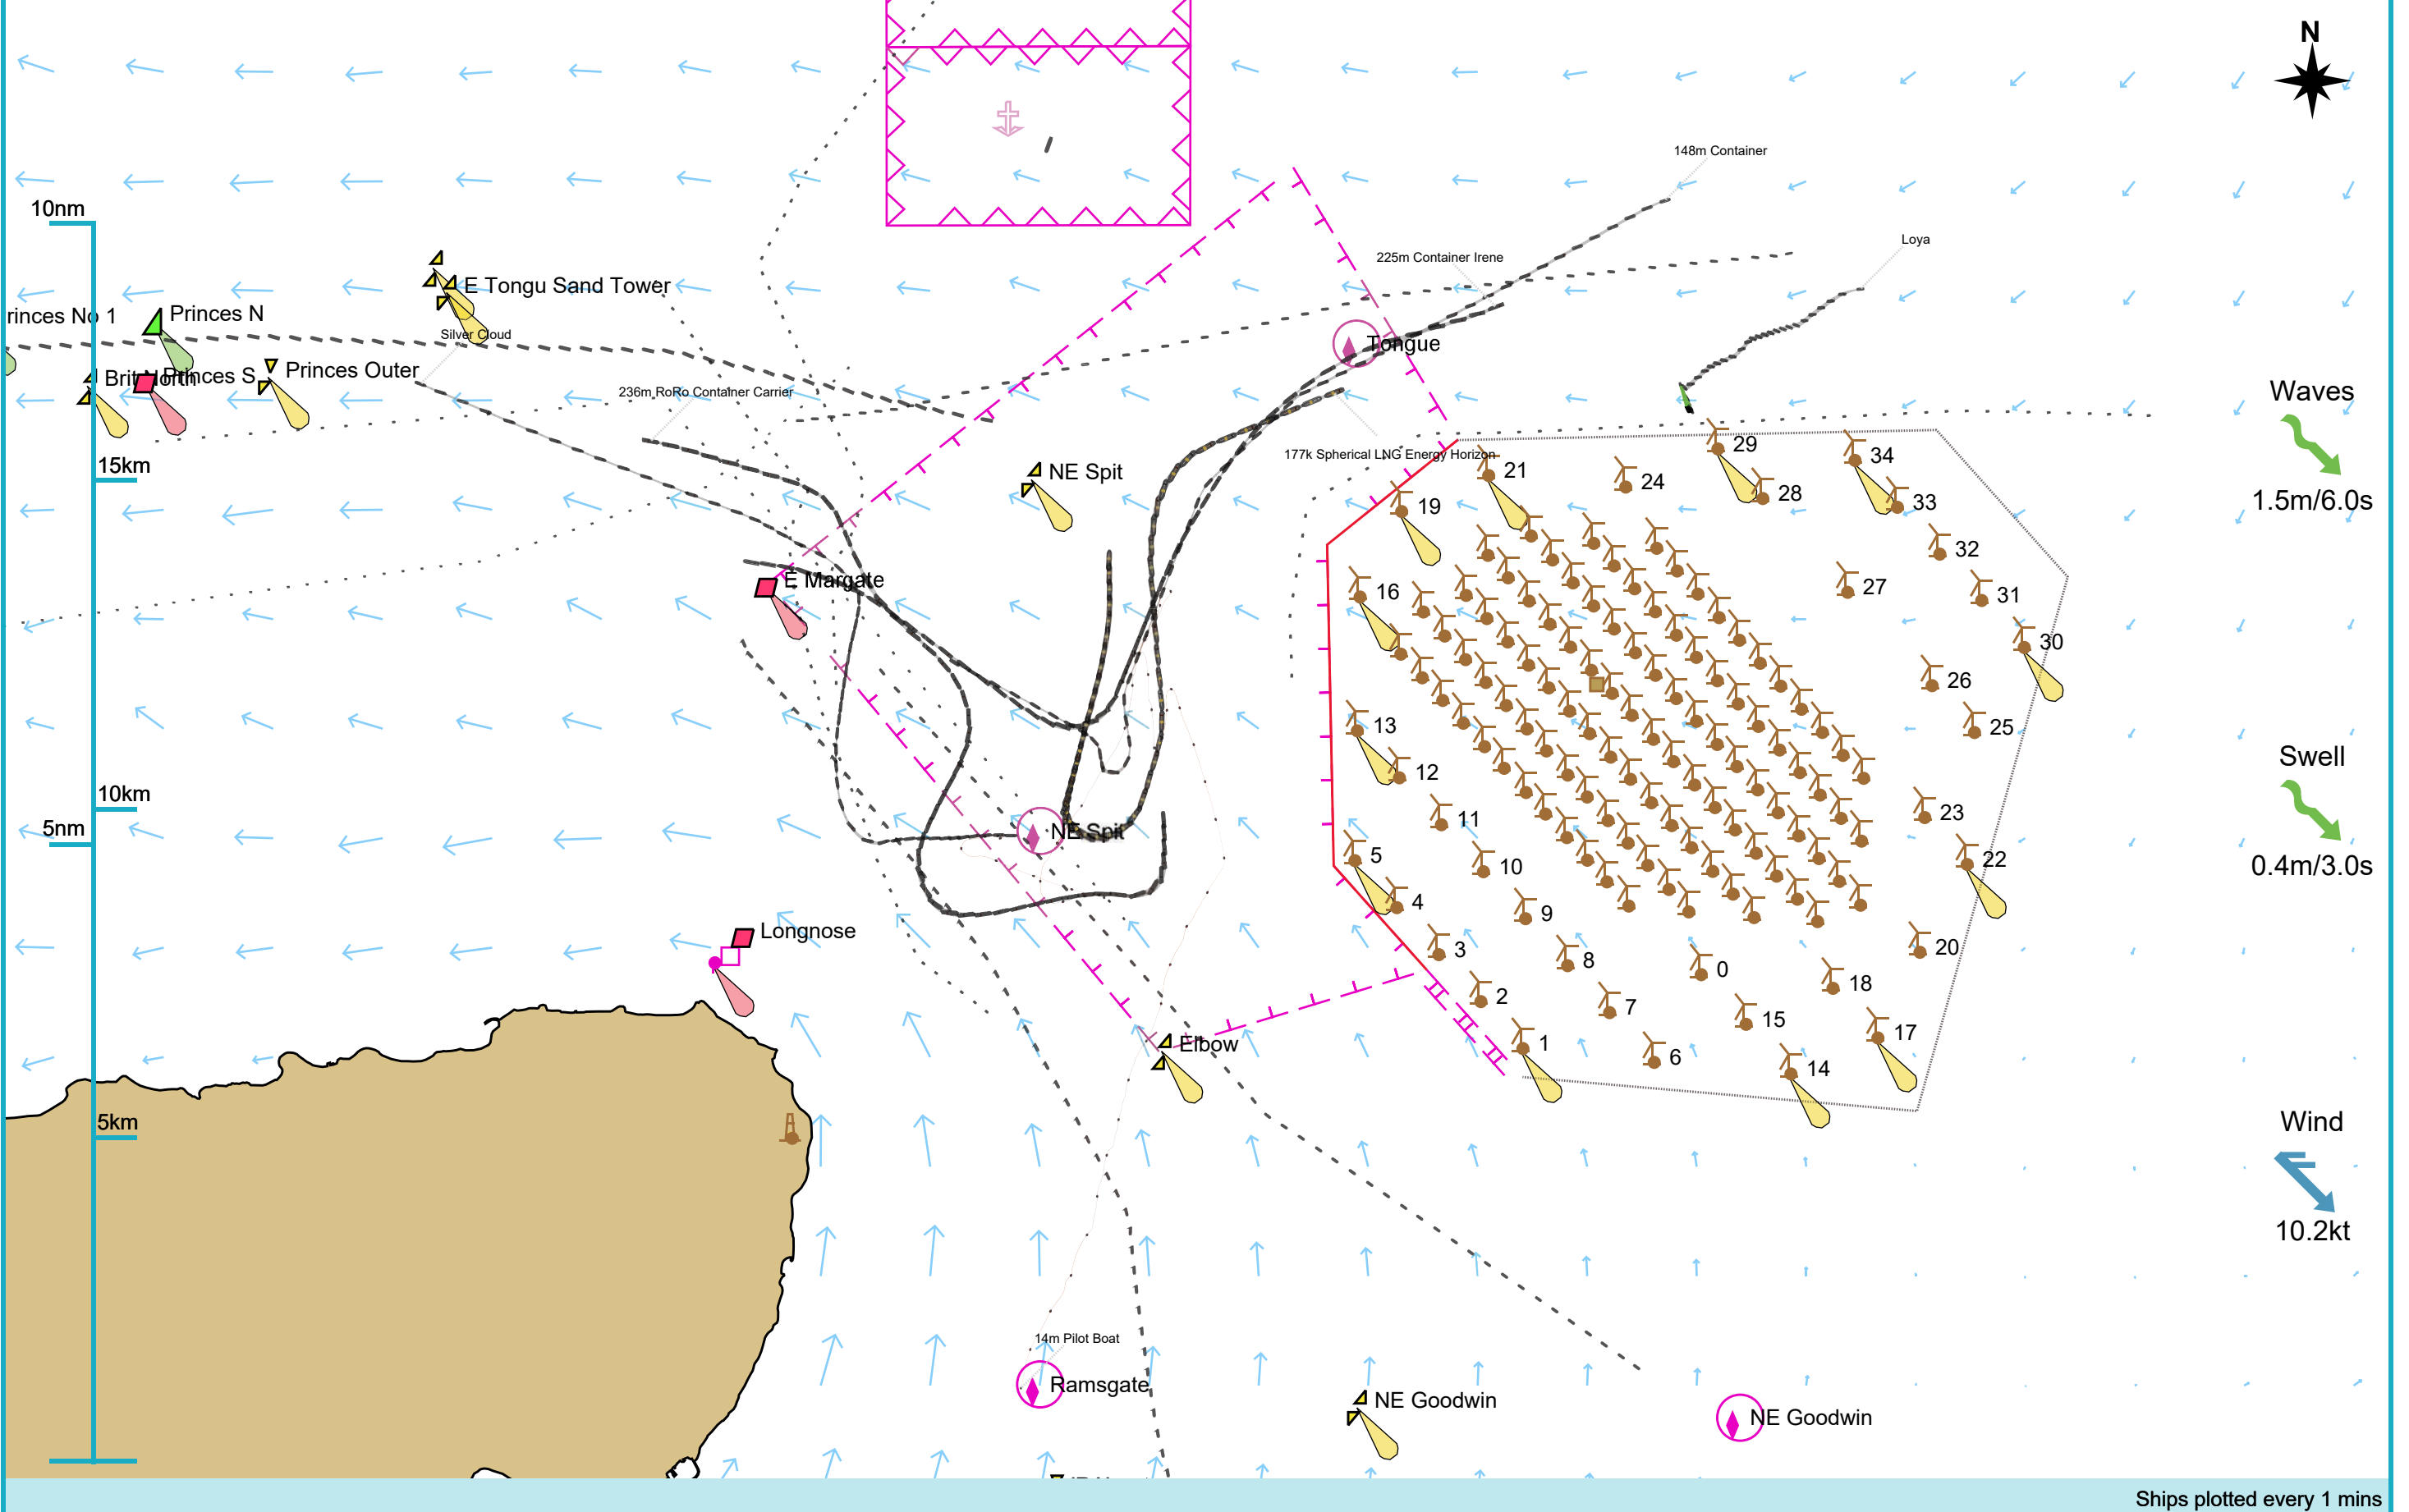 N
148m Container
10nm
Loya
225m Container Irene
E Tongu Sand Tower
Princes N
rinces No 1
Silver Cloud
Tongue
Princes Outer
Princes S
236m RoRo Container Carrier
Waves
29
34
177k Spherical LNG Energy Horizon
15km
NE Spit
21
24
28
33
1.5m/6.0s
19
32
E Margate
27
16
31
30
26
13
25
Swell
12
10km
23
5nm
11
NE Spit
5
10
22
0.4m/3.0s
4
9
Longnose
3
20
8
0
18
2
7
15
17
Elbow
1
6
14
5km
Wind
10.2kt
14m Pilot Boat
Ramsgate
NE Goodwin
NE Goodwin
Ships plotted every 1 mins